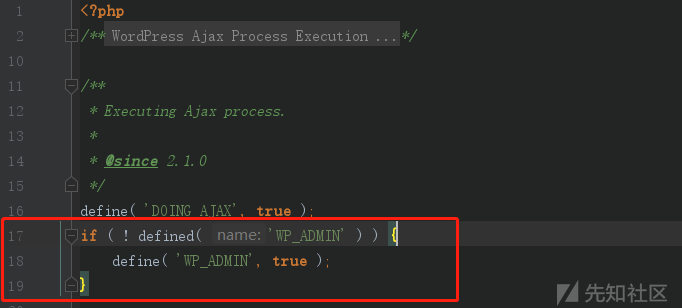 1 <?php
2 /** WordPress Ajax Process Execution ...*/
10
11 /**
12 * Executing Ajax process.
13 *
14 * @since 2.1.0
15 */
16 define( 'DOING_AJAX', true );
17 if ( ! defined( name: 'WP_ADMIN' ) ) {
18 define( 'WP_ADMIN', true );
19 }
先知社区